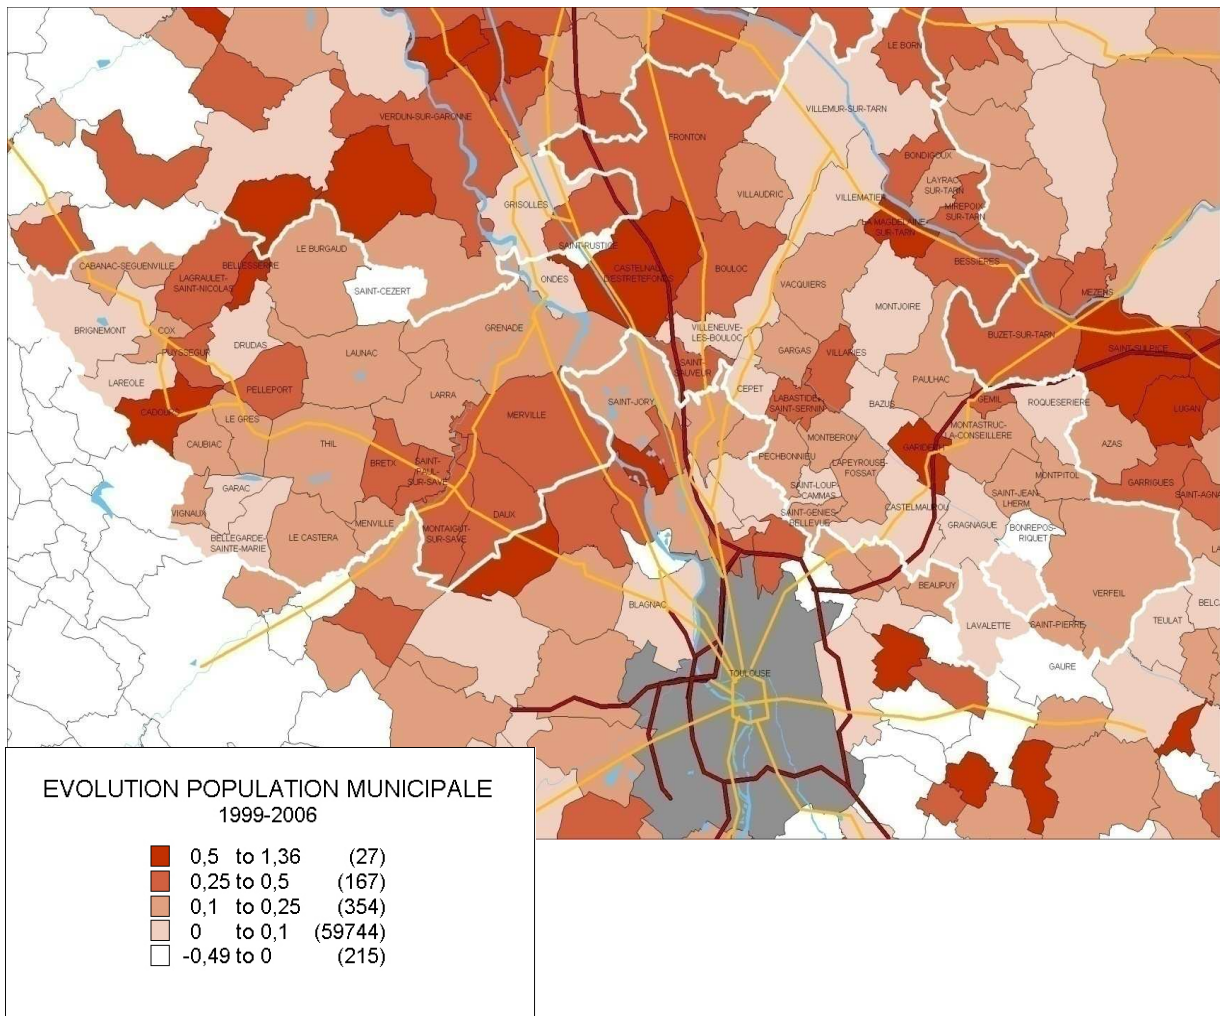 LE BORN
VILLEMUR-SUR-TARN
VERDUN-SUR-GARONNE
FRONTON
BONDIGOUX
LAYRAC-
SUR-TARN
VILLAUDRIC
VILLEMATIER
GRISOLLES
MIREPOIX-
SUR-TARN
LA MAGDELAINE-
SUR-TARN
SAINT-RUSTICE
LE BURGAUD
CABANAC-SEGUENVILLE
BELLESSERRE
LAGRAULET-
SAINT-NICOLAS
CASTELNAU-
D'ESTRETEFONDS
BOULOC
BESSIERES
ONDES
VACQUIERS
SAINT-CEZERT
MEZENS
MONTJOIRE
BRIGNEMONT
COX
GRENADE
VILLENEUVE-
LES-BOULOC
BUZET-SUR-TARN
DRUDAS
PUYSSEGUR
LAUNAC
GARGAS
VILLARIES
SAINT-SULPICE
SAINT-
SAUVEUR
LAREOLE
PELLEPORT
LARRA
CEPET
PAULHAC
SAINT-JORY
LABASTIDE-
SAINT-SERNIN
BAZUS
GEMIL
ROQUESERIERE
LUGAN
CADOURS
LE GRES
MERVILLE
MONTASTRUC-
LA-CONSEILLERE
CAUBIAC
THIL
MONTBERON
GARIDECH
AZAS
PECHBONNIEU
LAPEYROUSE-
FOSSAT
BRETX
SAINT-
PAUL-
SUR-SAVE
MONTPITOL
GARAC
SAINT-LOUP-
CAMMAS
GARRIGUES
SAINT-JEAN-
LHERM
SAINT-AGNA
VIGNAUX
SAINT-GENIES-
BELLEVUE
CASTELMAUROU
DAUX
MENVILLE
GRAGNAGUE
BONREPOS-
RIQUET
MONTAIGUT-
SUR-SAVE
BELLEGARDE-
SAINTE-MARIE
LE CASTERA
LA
BEAUPUY
VERFEIL
BLAGNAC
BELC
TEULAT
LAVALETTE
SAINT-PIERRE
GAURE
TOULOUSE
EVOLUTION POPULATION MUNICIPALE
1999-2006
0,5 to 1,36 (27)
0,25 to 0,5 (167)
0,1 to 0,25 (354)
0 to 0,1 (59744)
-0,49 to 0 (215)